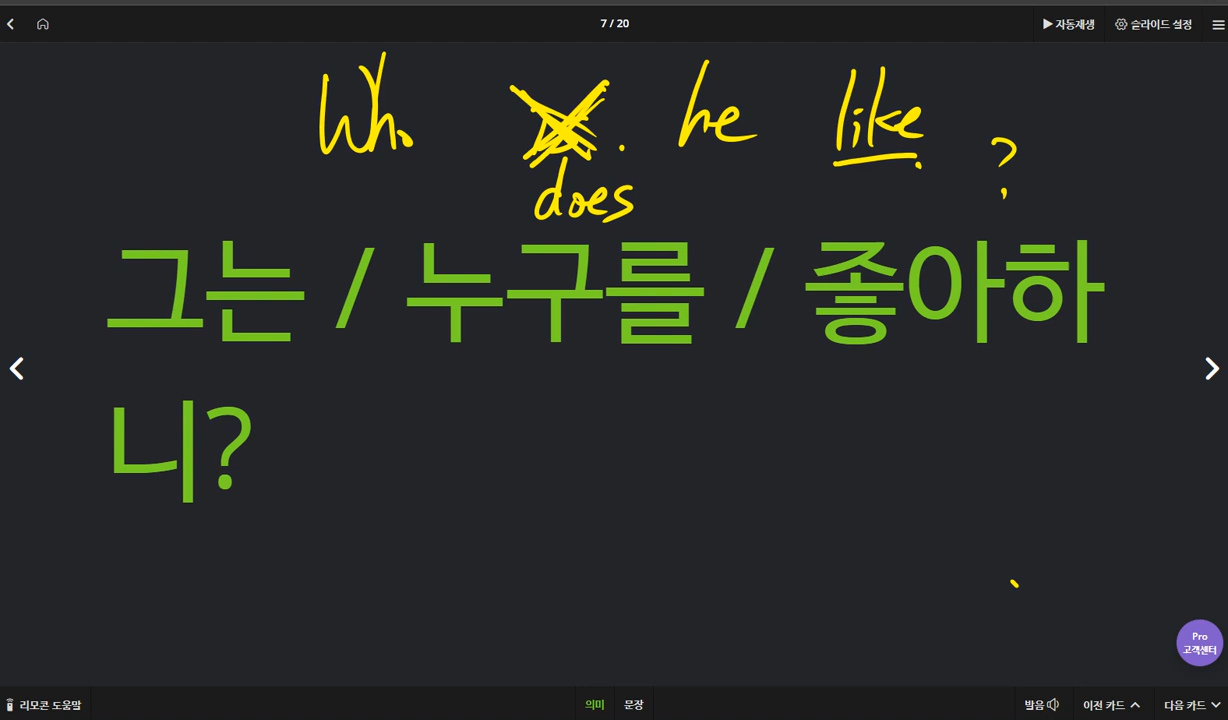 7 / 20
▶ 자동재생
슬라이드 설정
Who he like ?
does
그는 / 누구를 / 좋아하
니?
Pro
고객센터
리모콘 도움말
의미
문장
발음
이전 카드
다음 카드